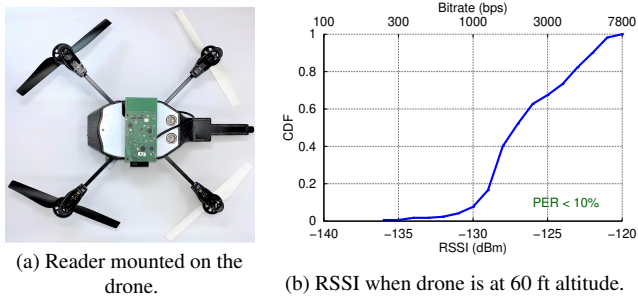 (a) Reader mounted on the
drone.
Bitrate (bps)
100 300 1000 3000 7800
1
0.8
0.6
0.4
0.2
0
CDF
PER < 10%
−140 −135 −130 −125 −120
RSSI (dBm)
(b) RSSI when drone is at 60 ft altitude.